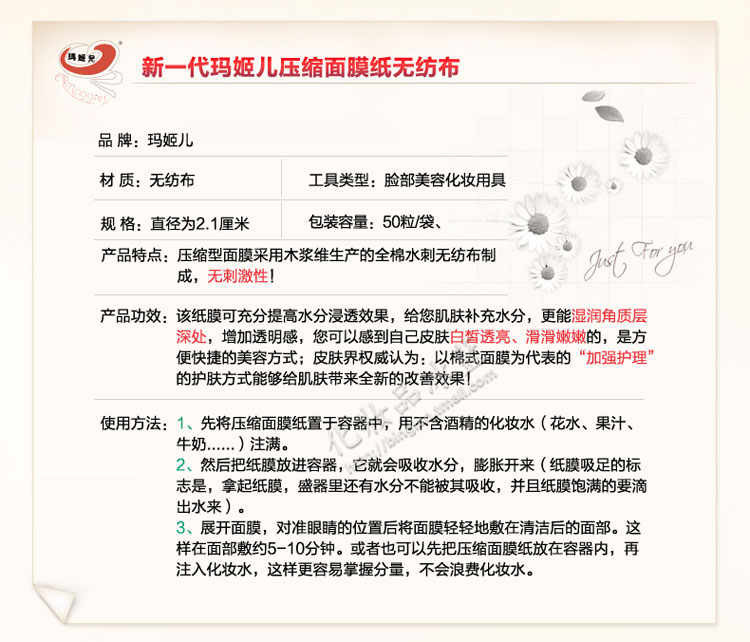 玛姬儿
新一代玛姬儿压缩面膜纸无纺布
品 牌：玛姬儿
材 质：无纺布
工具类型：脸部美容化妆用具
规 格：直径为2.1厘米
包装容量：50粒/袋、
产品特点：压缩型面膜采用木浆维生产的全棉水刺无纺布制
成，无刺激性！
Just For you
产品功效：该纸膜可充分提高水分浸透效果，给您肌肤补充水分，更能湿润角质层
深处，增加透明感，您可以感到自己皮肤白皙透亮、滑滑嫩嫩的，是方
便快捷的美容方式；皮肤界权威认为：以棉式面膜为代表的“加强护理”
的护肤方式能够给肌肤带来全新的改善效果！
使用方法：1、先将压缩面膜纸置于容器中，用不含酒精的化妆水（花水、果汁、
牛奶......）注满。
2、然后把纸膜放进容器，它就会吸收水分，膨胀开来（纸膜吸足的标
志是，拿起纸膜，盛器里还有水分不能被其吸收，并且纸膜饱满的要滴
出水来）。
3、展开面膜，对准眼睛的位置后将面膜轻轻地敷在清洁后的面部。这
样在面部敷约5-10分钟。或者也可以先把压缩面膜纸放在容器内，再
注入化妆水，这样更容易掌握分量，不会浪费化妆水。